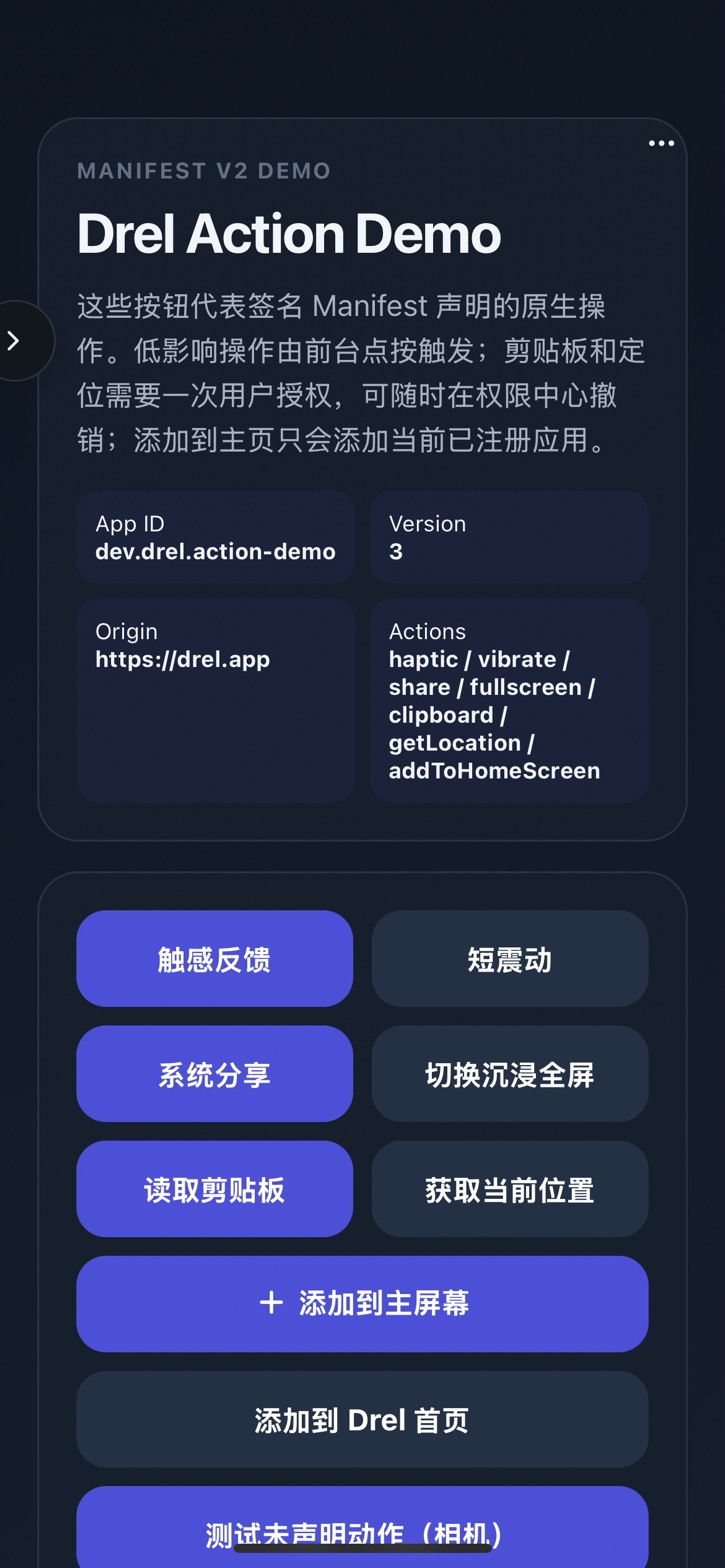 MANIFEST V2 DEMO
Drel Action Demo
这些按钮代表签名 Manifest 声明的原生操
作。低影响操作由前台点按触发；剪贴板和定
位需要一次用户授权，可随时在权限中心撤
销；添加到主页只会添加当前已注册应用。
App ID
dev.drel.action-demo
Version
3
Origin
https://drel.app
Actions
haptic / vibrate /
share / fullscreen /
clipboard /
getLocation /
addToHomeScreen
触感反馈
短震动
系统分享
切换沉浸全屏
读取剪贴板
获取当前位置
＋ 添加到主屏幕
添加到 Drel 首页
测试未声明动作（相机）